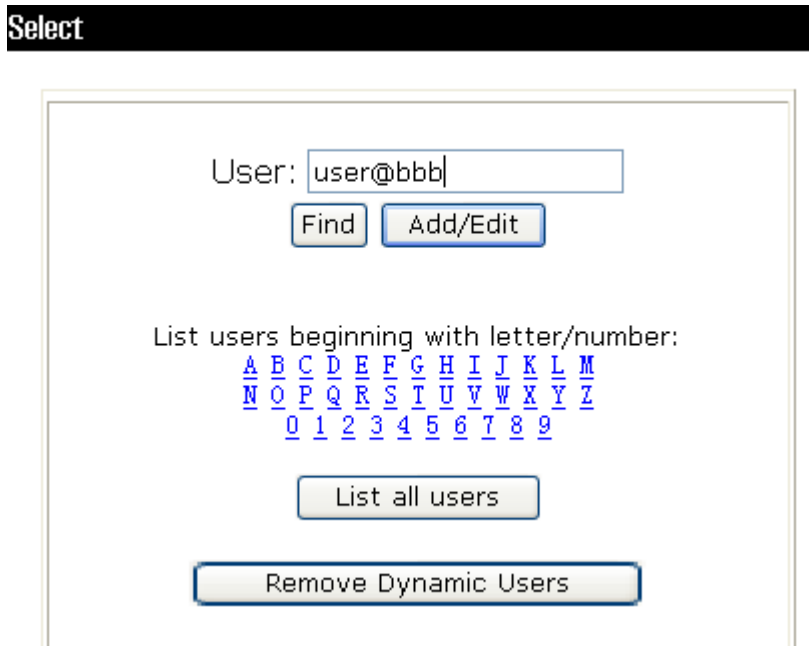 Select
User: user@bbb
Find Add/Edit
List users beginning with letter/number:
A B C D E F G H I J K L M
N O P Q R S T U V W X Y Z
0 1 2 3 4 5 6 7 8 9
List all users
Remove Dynamic Users